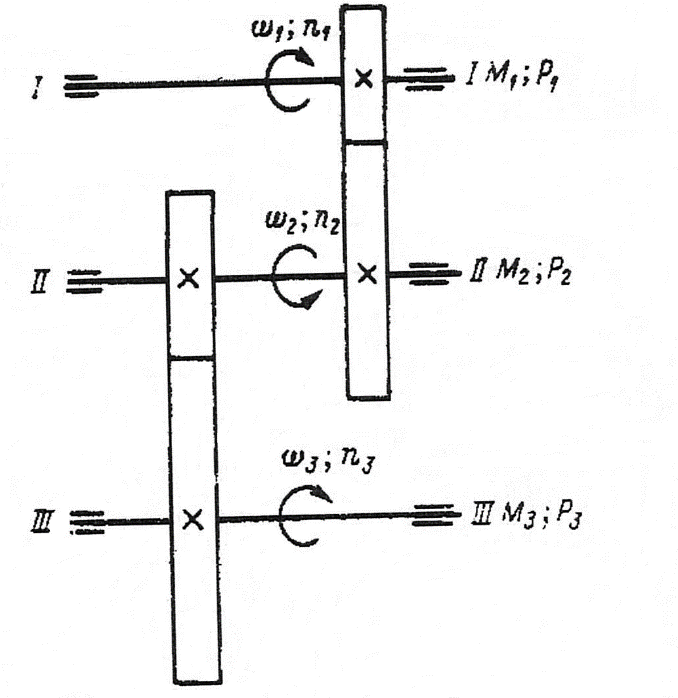 ω₁; n₁
I I M₁; P₁
ω₂; n₂
II II M₂; P₂
ω₃; n₃
III III M₃; P₃